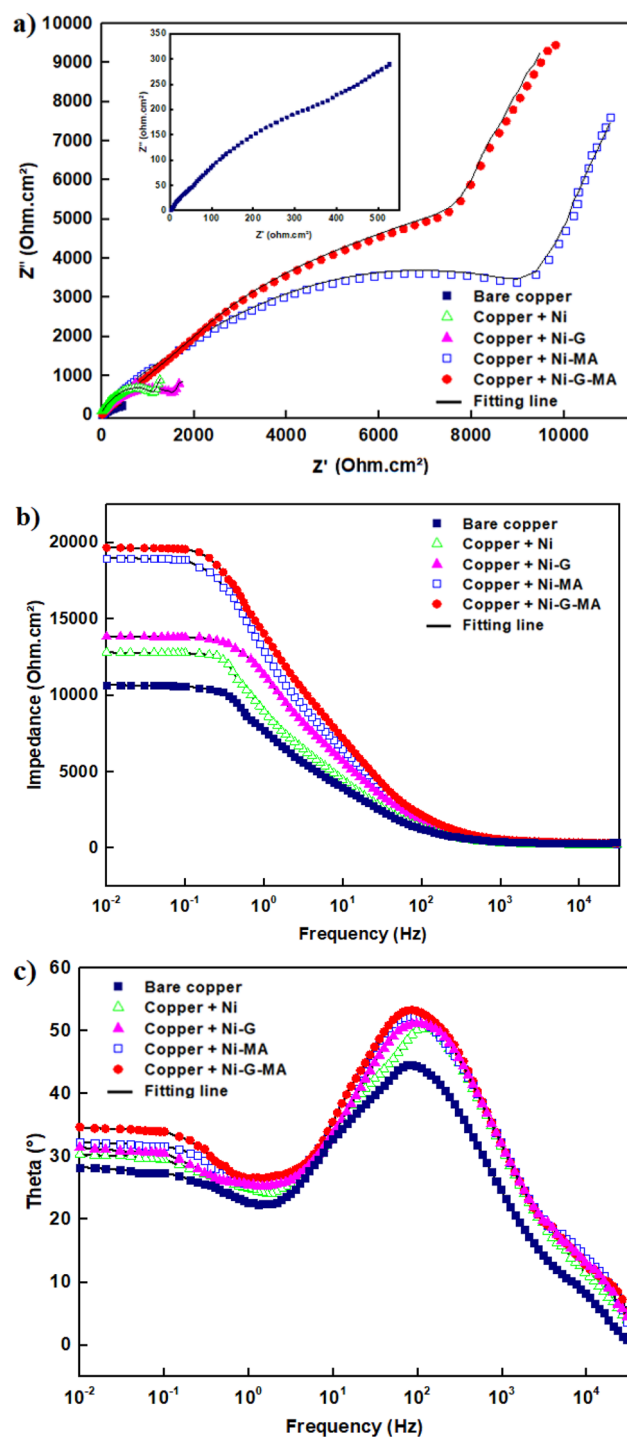 a)
10000
9000
8000
7000
6000
5000
4000
3000
2000
1000
0
Z'' (Ohm.cm²)
0 2000 4000 6000 8000 10000
Z' (Ohm.cm²)
350
300
250
200
150
100
50
0
Z'' (ohm.cm²)
0 100 200 300 400 500
Z' (ohm.cm²)
Bare copper
Copper + Ni
Copper + Ni-G
Copper + Ni-MA
Copper + Ni-G-MA
Fitting line
b)
20000
15000
10000
5000
0
Impedance (Ohm.cm²)
10⁻² 10⁻¹ 10⁰ 10¹ 10² 10³ 10⁴
Frequency (Hz)
Bare copper
Copper + Ni
Copper + Ni-G
Copper + Ni-MA
Copper + Ni-G-MA
Fitting line
c)
60
50
40
30
20
10
0
Theta (°)
10⁻² 10⁻¹ 10⁰ 10¹ 10² 10³ 10⁴
Frequency (Hz)
Bare copper
Copper + Ni
Copper + Ni-G
Copper + Ni-MA
Copper + Ni-G-MA
Fitting line